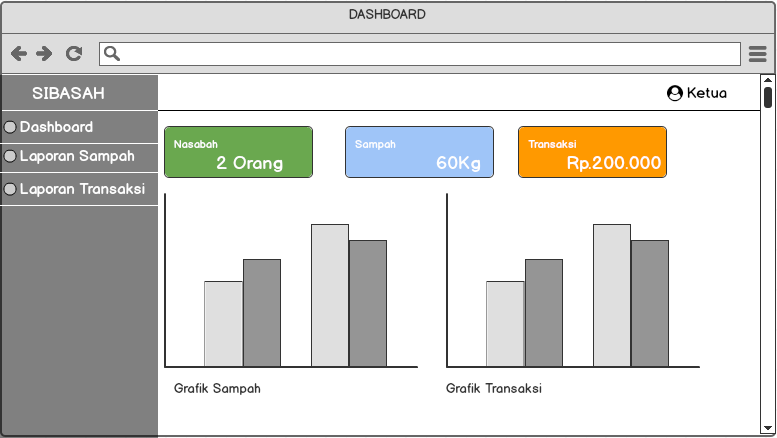 DASHBOARD
SIBASAH
Ketua
Dashboard
Laporan Sampah
Laporan Transaksi
Nasabah
2 Orang
Sampah
60Kg
Transaksi
Rp.200.000
Grafik Sampah
Grafik Transaksi